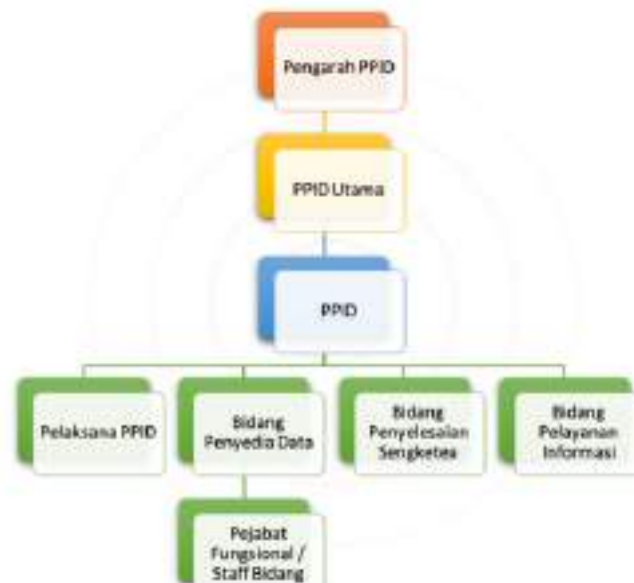 Pengarah PPID
PPID Utama
PPID
Pelaksana PPID
Bidang
Penyedia Data
Bidang
Penyelesaian
Sengketea
Bidang
Pelayanan
Informasi
Pejabat
Fungsional /
Staff Bidang